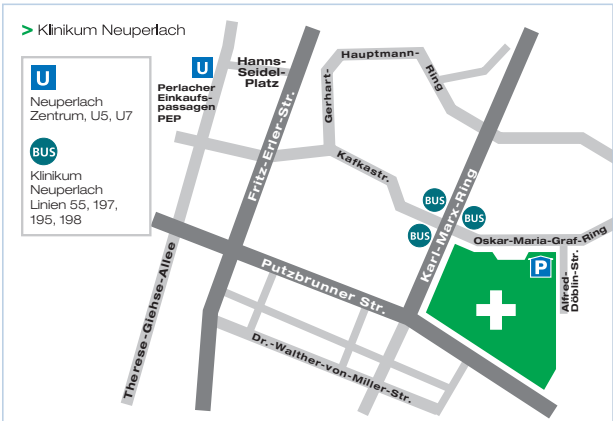 > Klinikum Neuperlach
U
Neuperlach
Zentrum, U5, U7
BUS
Klinikum
Neuperlach
Linien 55, 197,
195, 198
U
Hanns-
Seidel-
Platz
Perlacher
Einkaufs-
passagen
PEP
Fritz-Erler-Str.
Gerhart-
Hauptmann-
Ring
Kafkastr.
BUS
BUS
BUS
Karl-Marx-Ring
Oskar-Maria-Graf-Ring
P
Alfred-
Döblin-Str.
Putzbrunner Str.
Therese-Giehse-Allee
Dr.-Walther-von-Miller-Str.